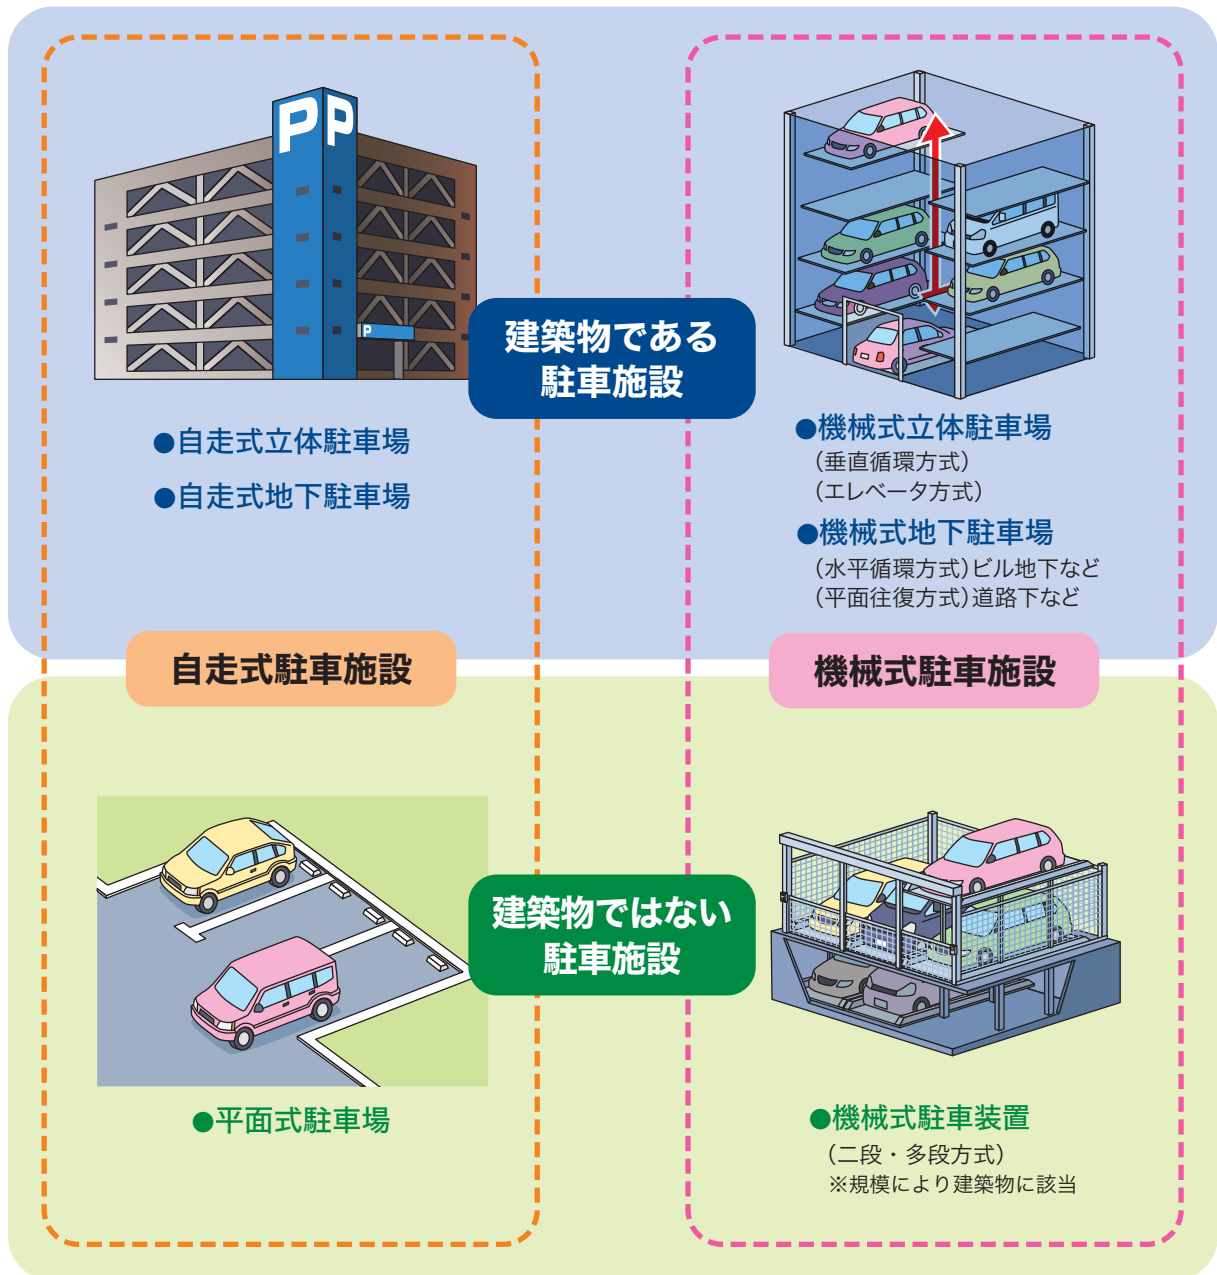 PP
P
建築物である
駐車施設
●自走式立体駐車場
●自走式地下駐車場
●機械式立体駐車場
（垂直循環方式）
（エレベータ方式）
●機械式地下駐車場
（水平循環方式）ビル地下など
（平面往復方式）道路下など
自走式駐車施設
機械式駐車施設
建築物ではない
駐車施設
●平面式駐車場
●機械式駐車装置
（二段・多段方式）
※規模により建築物に該当